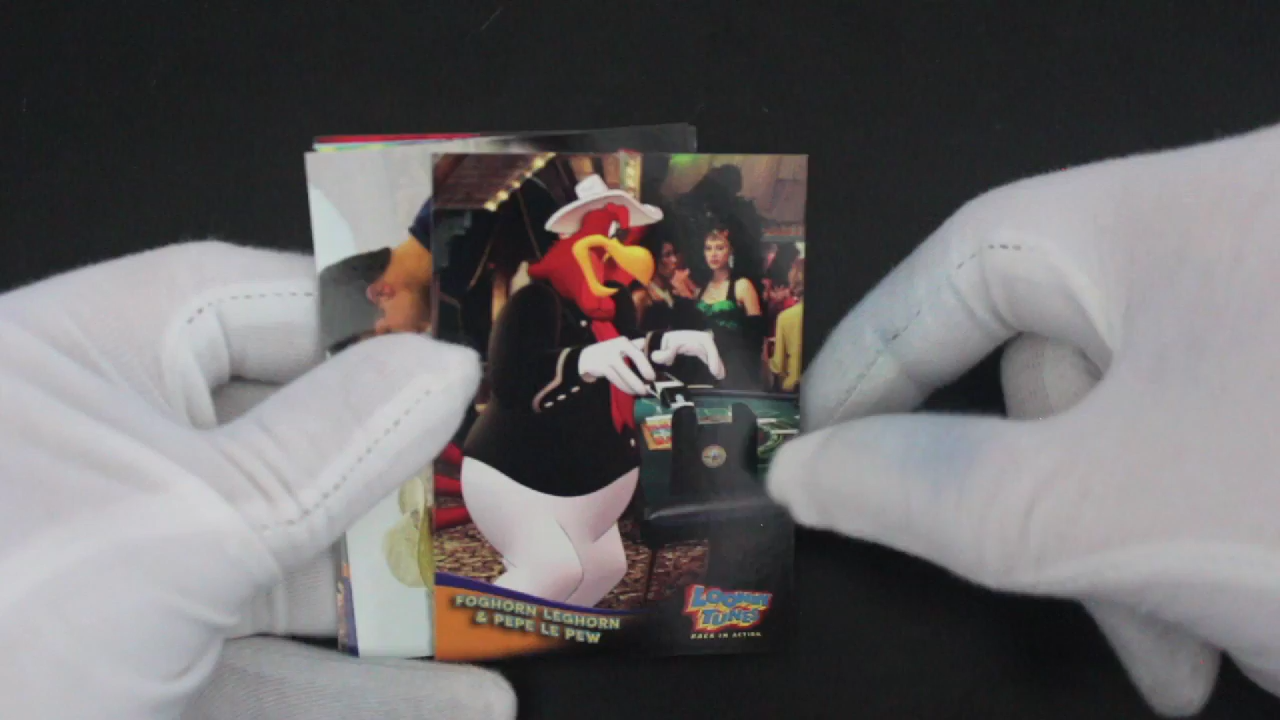 FOGHORN LEGHORN
& PEPE LE PEW
LOONEY
TUNES
BACK IN ACTION